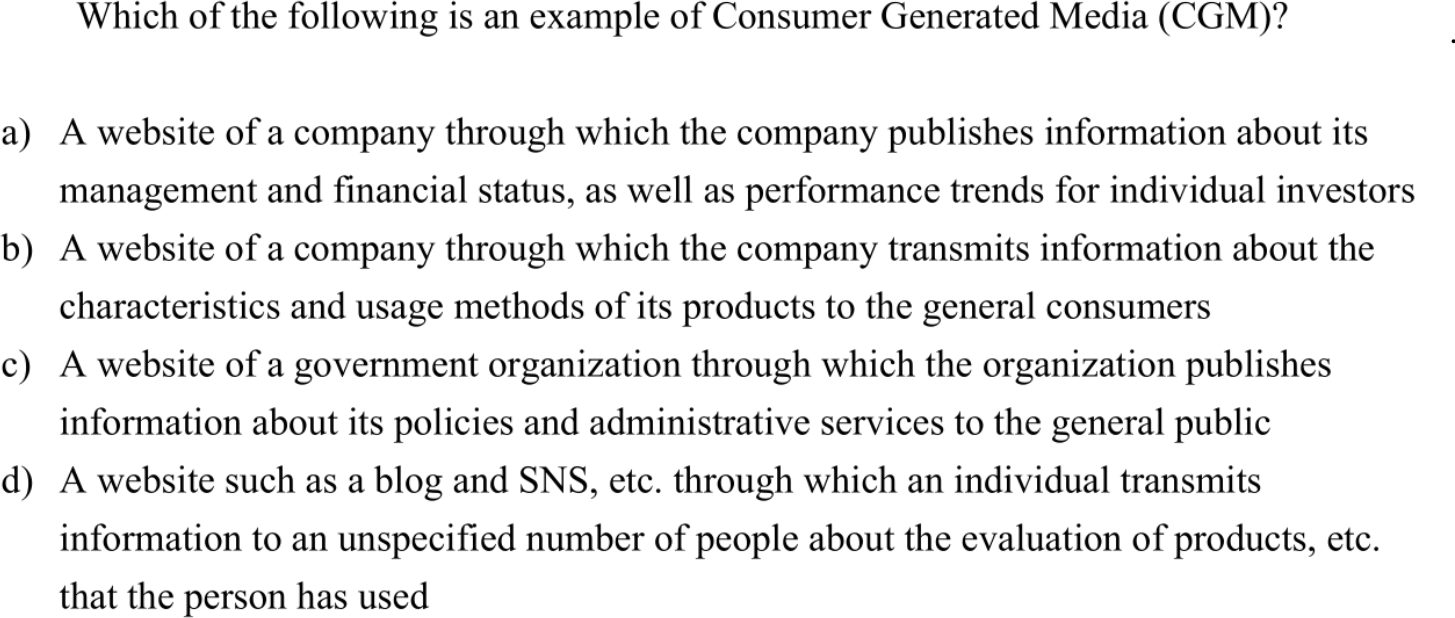 Which of the following is an example of Consumer Generated Media (CGM)?
a) A website of a company through which the company publishes information about its
management and financial status, as well as performance trends for individual investors
b) A website of a company through which the company transmits information about the
characteristics and usage methods of its products to the general consumers
c) A website of a government organization through which the organization publishes
information about its policies and administrative services to the general public
d) A website such as a blog and SNS, etc. through which an individual transmits
information to an unspecified number of people about the evaluation of products, etc.
that the person has used